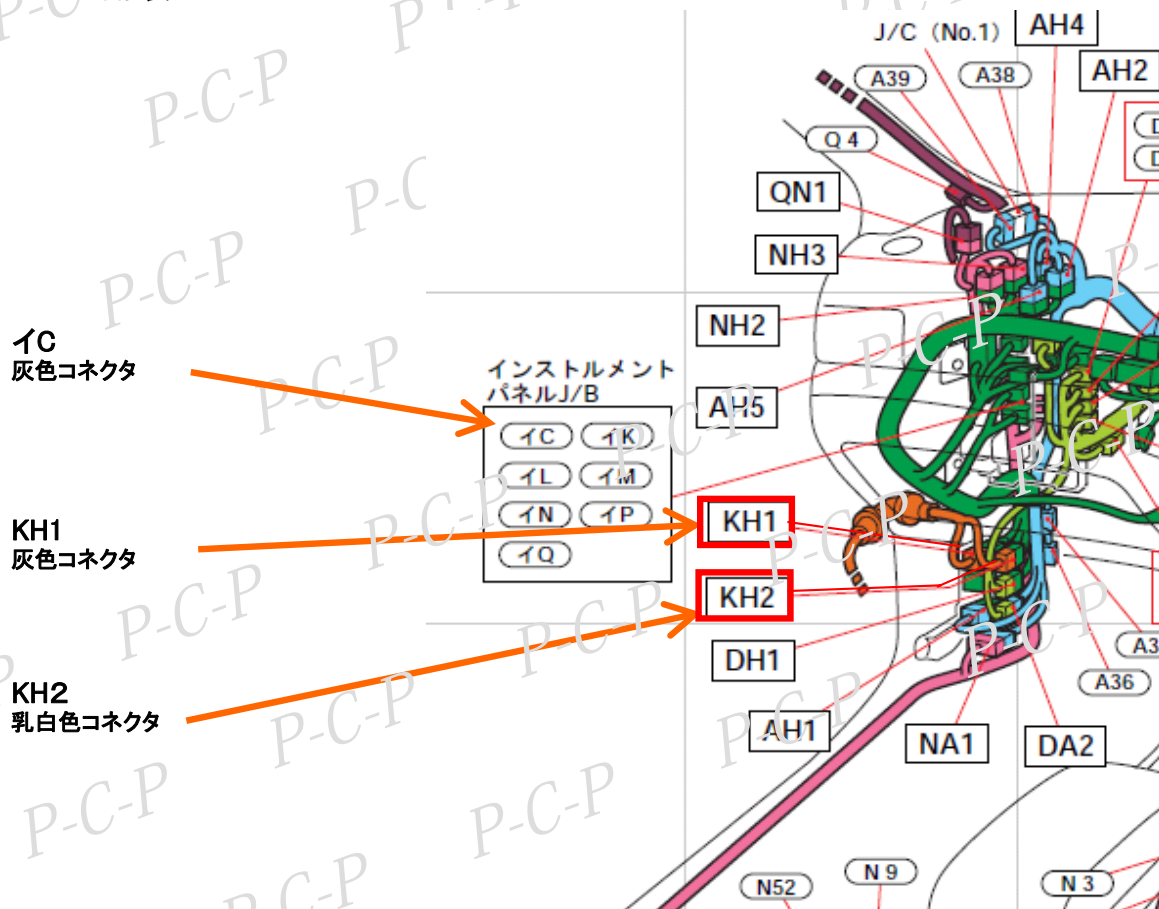 J/C (No.1)
AH4
A39
A38
AH2
Q 4
QN1
NH3
NH2
イC
灰色コネクタ
インストルメント
パネルJ/B
AH5
イC
イK
イL
イM
イN
イP
イQ
KH1
灰色コネクタ
KH1
KH2
DH1
KH2
乳白色コネクタ
A36
AH1
NA1
DA2
N52
N 9
N 3
P-C-P
P-C-P
P-C-P
P-C-P
P-C-P
P-C-P
P-C-P
P-C-P
P-C-P
P-C-P
P-C-P
P-C-P
P-C-P
P-C-P